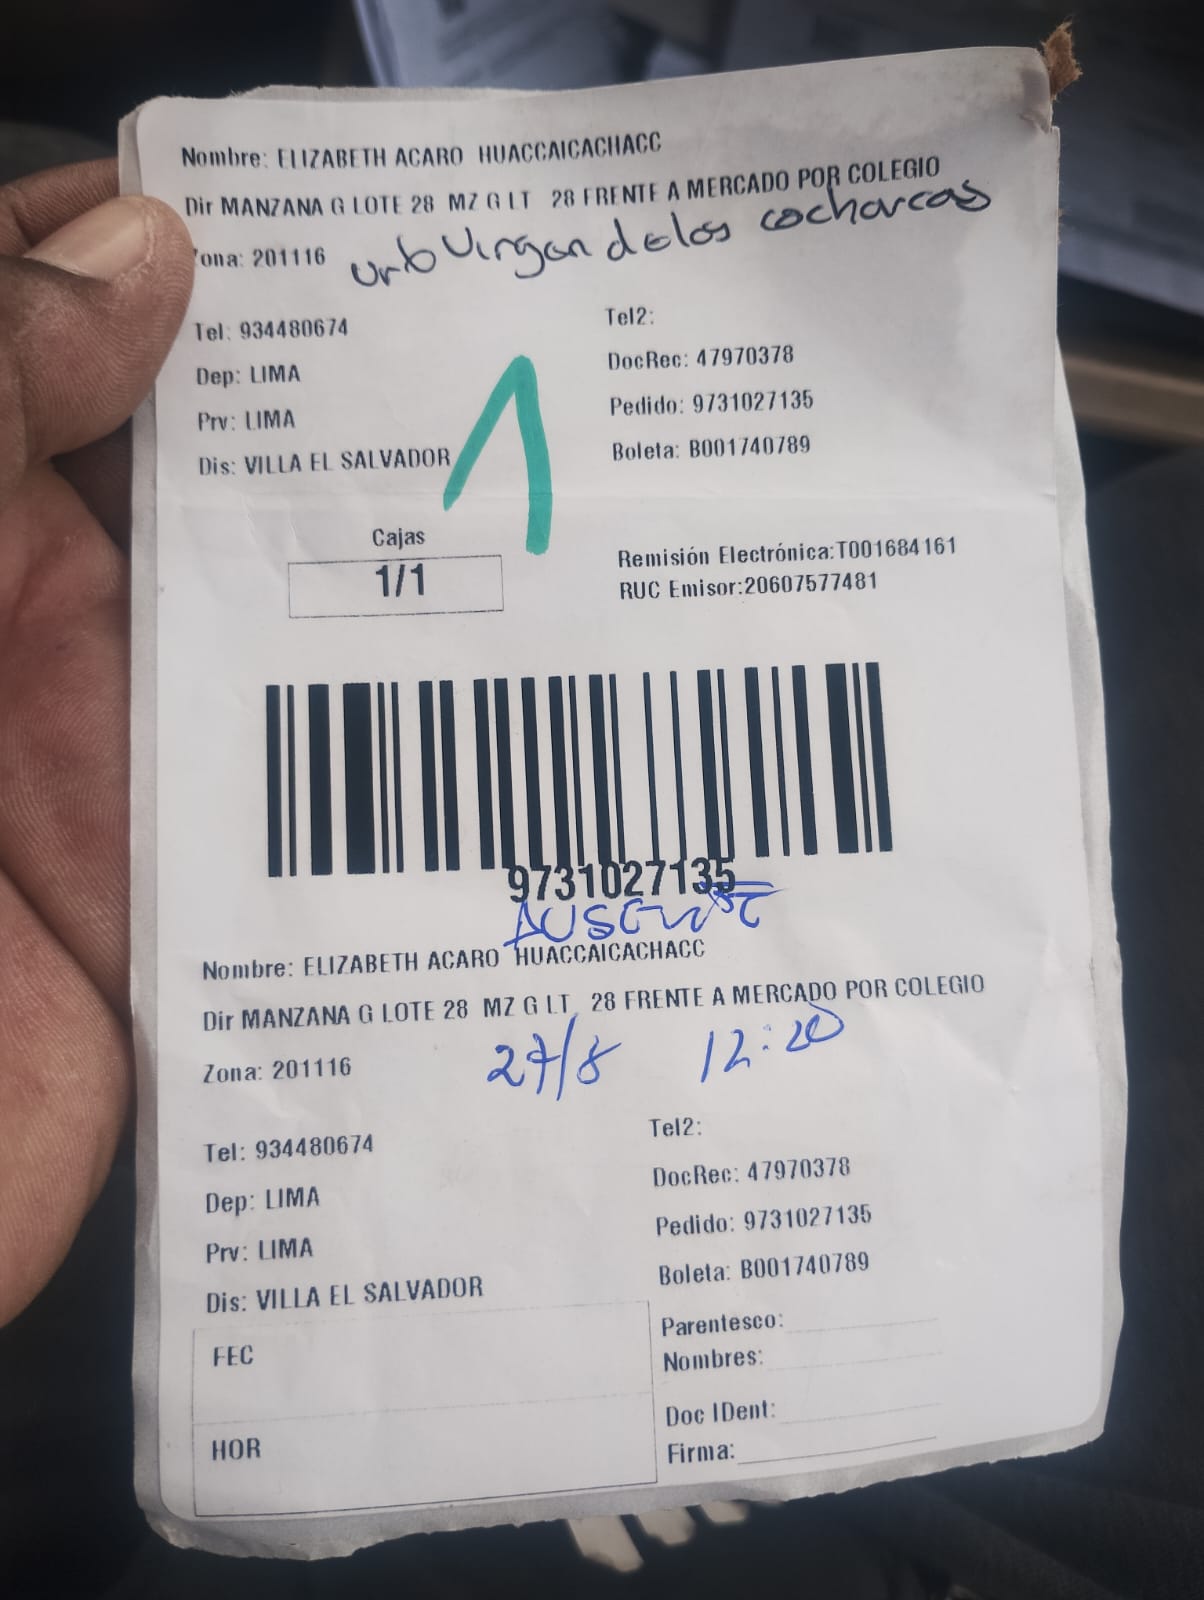 Nombre: ELIZABETH ACARO HUACCAICACHACC
Dir MANZANA G LOTE 28 MZ G LT 28 FRENTE A MERCADO POR COLEGIO
Zona: 201116
urb Virgen de los cocharcas
Tel: 934480674
Tel2:
Dep: LIMA
DocRec: 47970378
Prv: LIMA
Pedido: 9731027135
Dis: VILLA EL SALVADOR
Boleta: B001740789
1
Cajas
1/1
Remisión Electrónica:T001684161
RUC Emisor:20607577481
9731027135
AUSENTE
Nombre: ELIZABETH ACARO HUACCAICACHACC
Dir MANZANA G LOTE 28 MZ G LT 28 FRENTE A MERCADO POR COLEGIO
Zona: 201116
27/8 12:20
Tel: 934480674
Tel2:
Dep: LIMA
DocRec: 47970378
Prv: LIMA
Pedido: 9731027135
Dis: VILLA EL SALVADOR
Boleta: B001740789
FEC
Parentesco:
Nombres:
HOR
Doc IDent:
Firma: